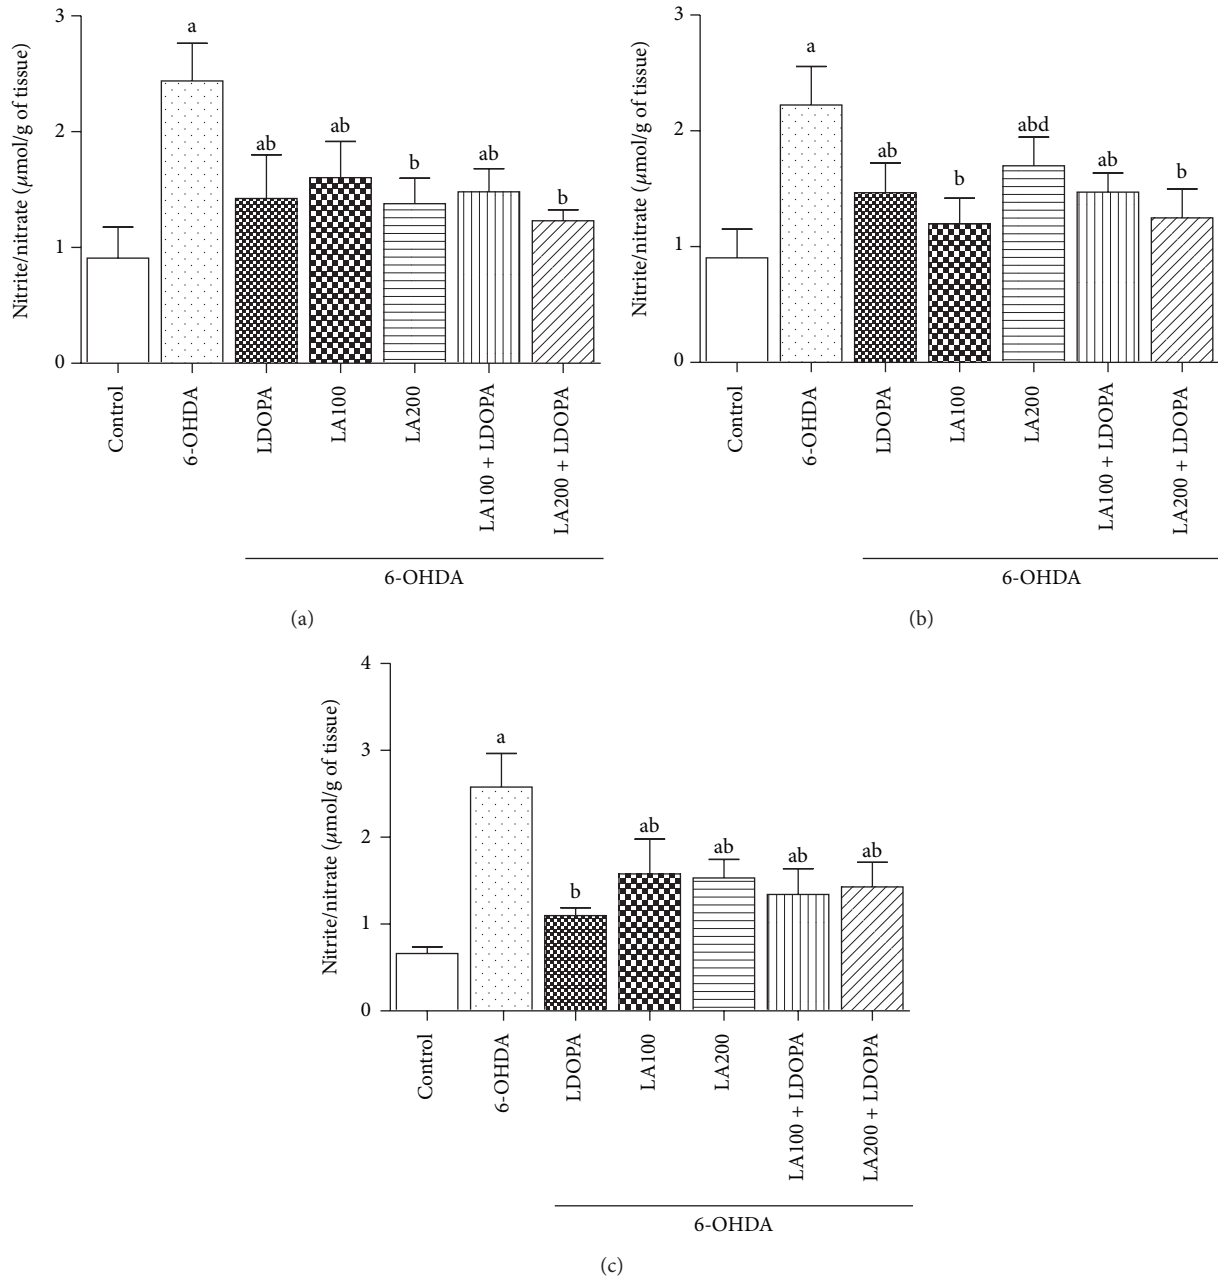 Nitrite/nitrate (μmol/g of tissue)
3
2
1
0
a
ab
ab
b
ab
b
Control
6-OHDA
LDOPA
LA100
LA200
LA100 + LDOPA
LA200 + LDOPA
6-OHDA
(a)
Nitrite/nitrate (μmol/g of tissue)
3
2
1
0
a
ab
b
abd
ab
b
Control
6-OHDA
LDOPA
LA100
LA200
LA100 + LDOPA
LA200 + LDOPA
6-OHDA
(b)
Nitrite/nitrate (μmol/g of tissue)
4
3
2
1
0
a
b
ab
ab
ab
ab
Control
6-OHDA
LDOPA
LA100
LA200
LA100 + LDOPA
LA200 + LDOPA
6-OHDA
(c)